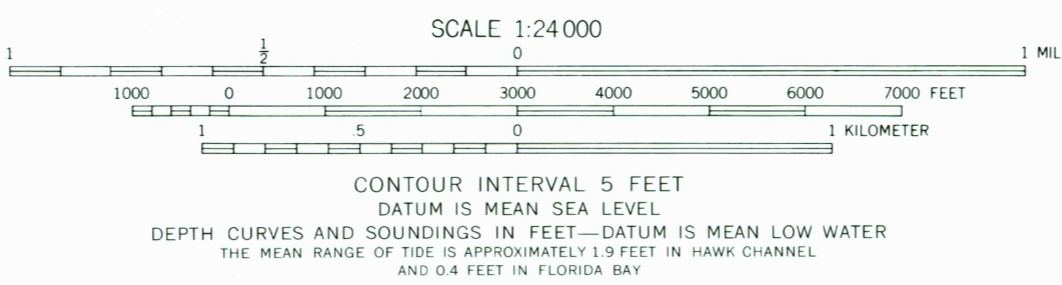 SCALE 1:24 000
1 1/2 0 1 MIL
1000 0 1000 2000 3000 4000 5000 6000 7000 FEET
1 .5 0 1 KILOMETER
CONTOUR INTERVAL 5 FEET
DATUM IS MEAN SEA LEVEL
DEPTH CURVES AND SOUNDINGS IN FEET—DATUM IS MEAN LOW WATER
THE MEAN RANGE OF TIDE IS APPROXIMATELY 1.9 FEET IN HAWK CHANNEL
AND 0.4 FEET IN FLORIDA BAY